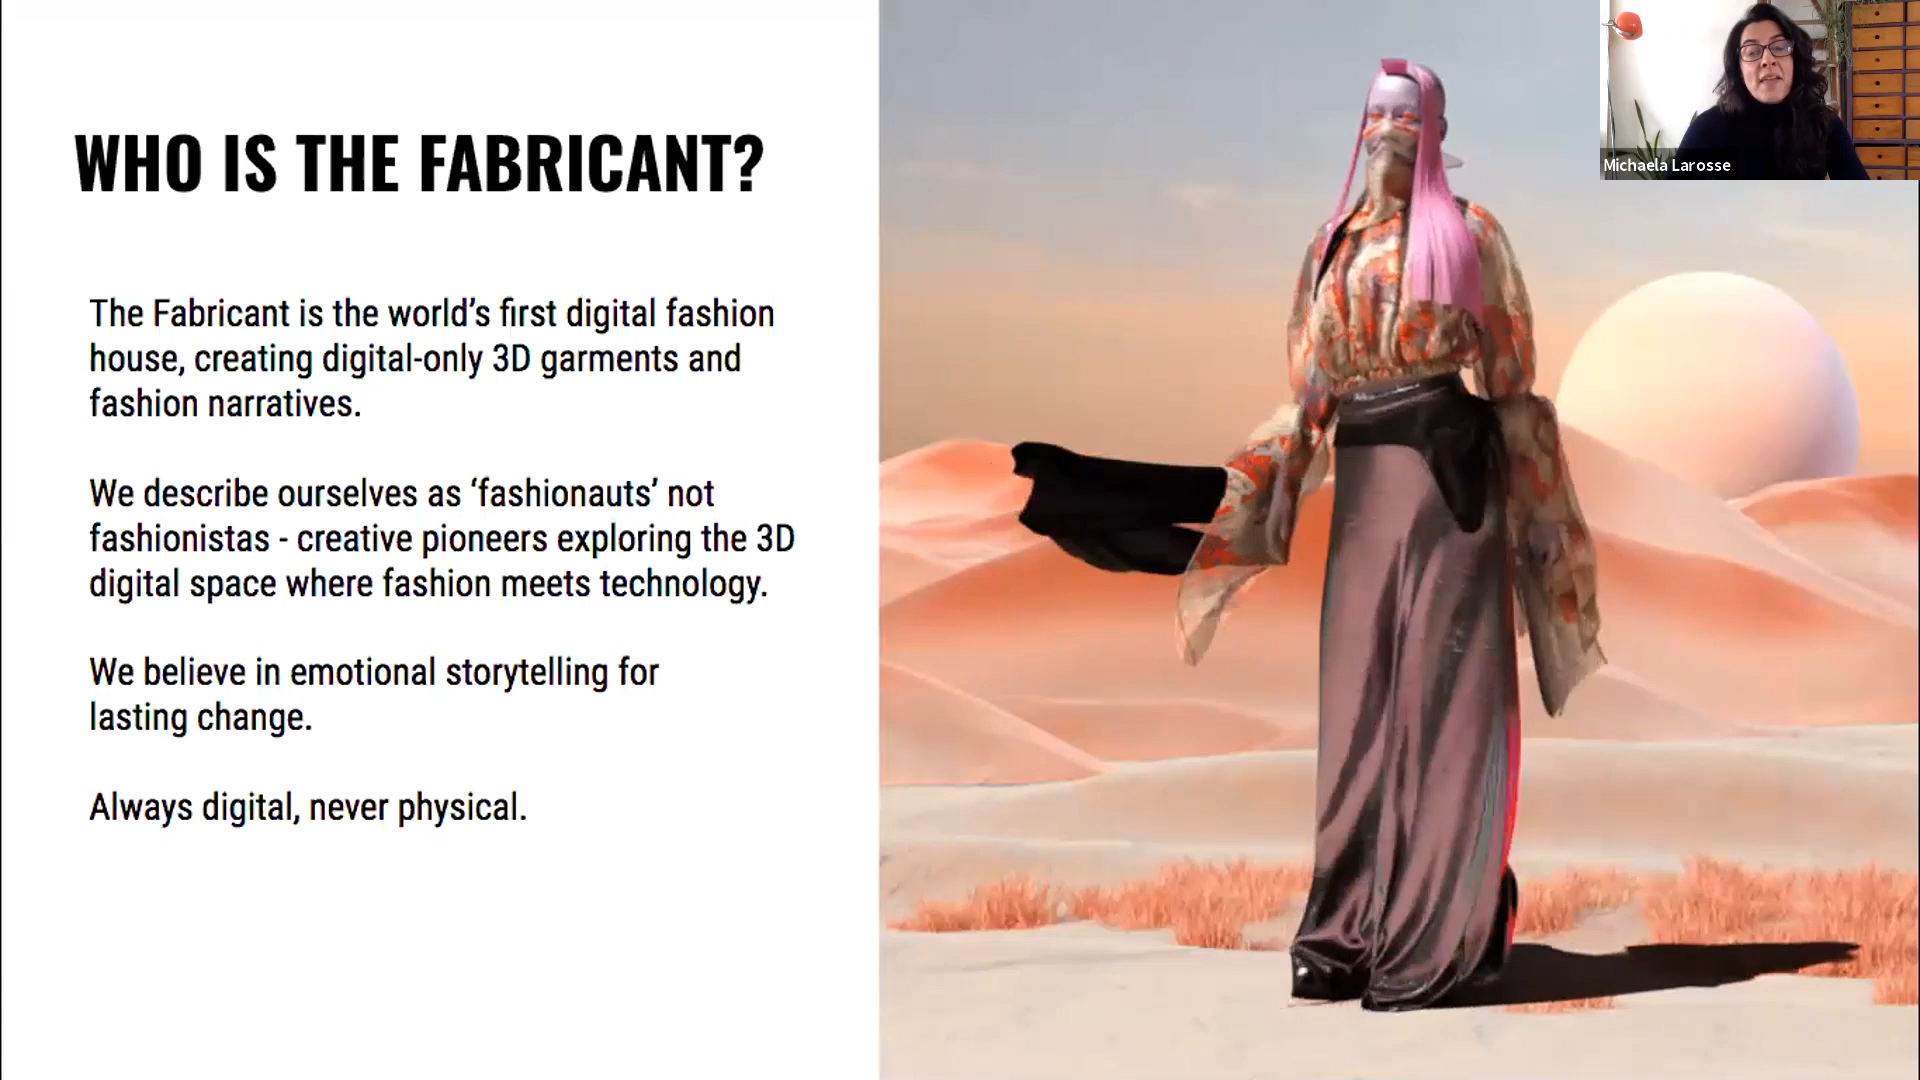 WHO IS THE FABRICANT?
The Fabricant is the world’s first digital fashion
house, creating digital-only 3D garments and
fashion narratives.
We describe ourselves as ‘fashionauts’ not
fashionistas - creative pioneers exploring the 3D
digital space where fashion meets technology.
We believe in emotional storytelling for
lasting change.
Always digital, never physical.
Michaela Larosse